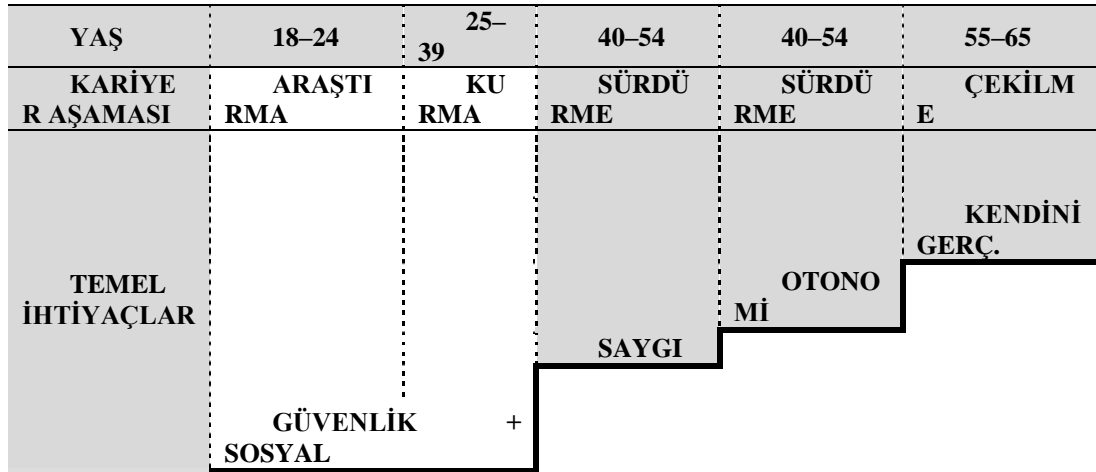 YAŞ 18–24 25–
39 40–54 40–54 55–65
KARİYE
R AŞAMASI ARAŞTI
RMA KU
RMA SÜRDÜ
RME SÜRDÜ
RME ÇEKİLM
E
TEMEL
İHTİYAÇLAR
GÜVENLİK +
SOSYAL
SAYGI
OTONO
Mİ
KENDİNİ
GERÇ.